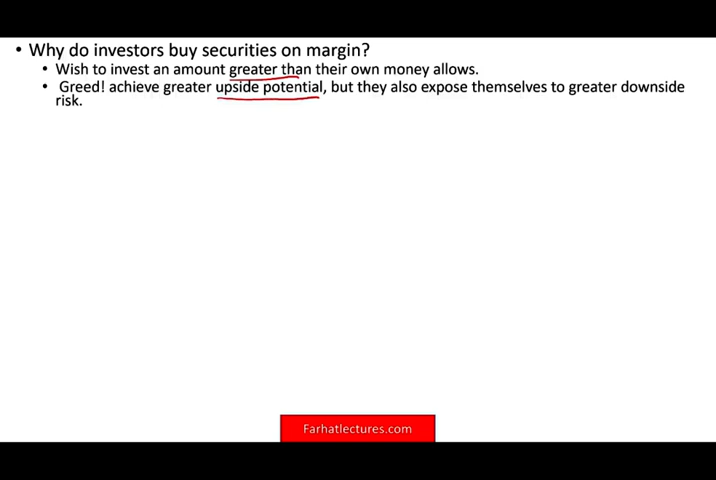 • Why do investors buy securities on margin?
• Wish to invest an amount greater than their own money allows.
• Greed! achieve greater upside potential, but they also expose themselves to greater downside
risk.
Farhatlectures.com